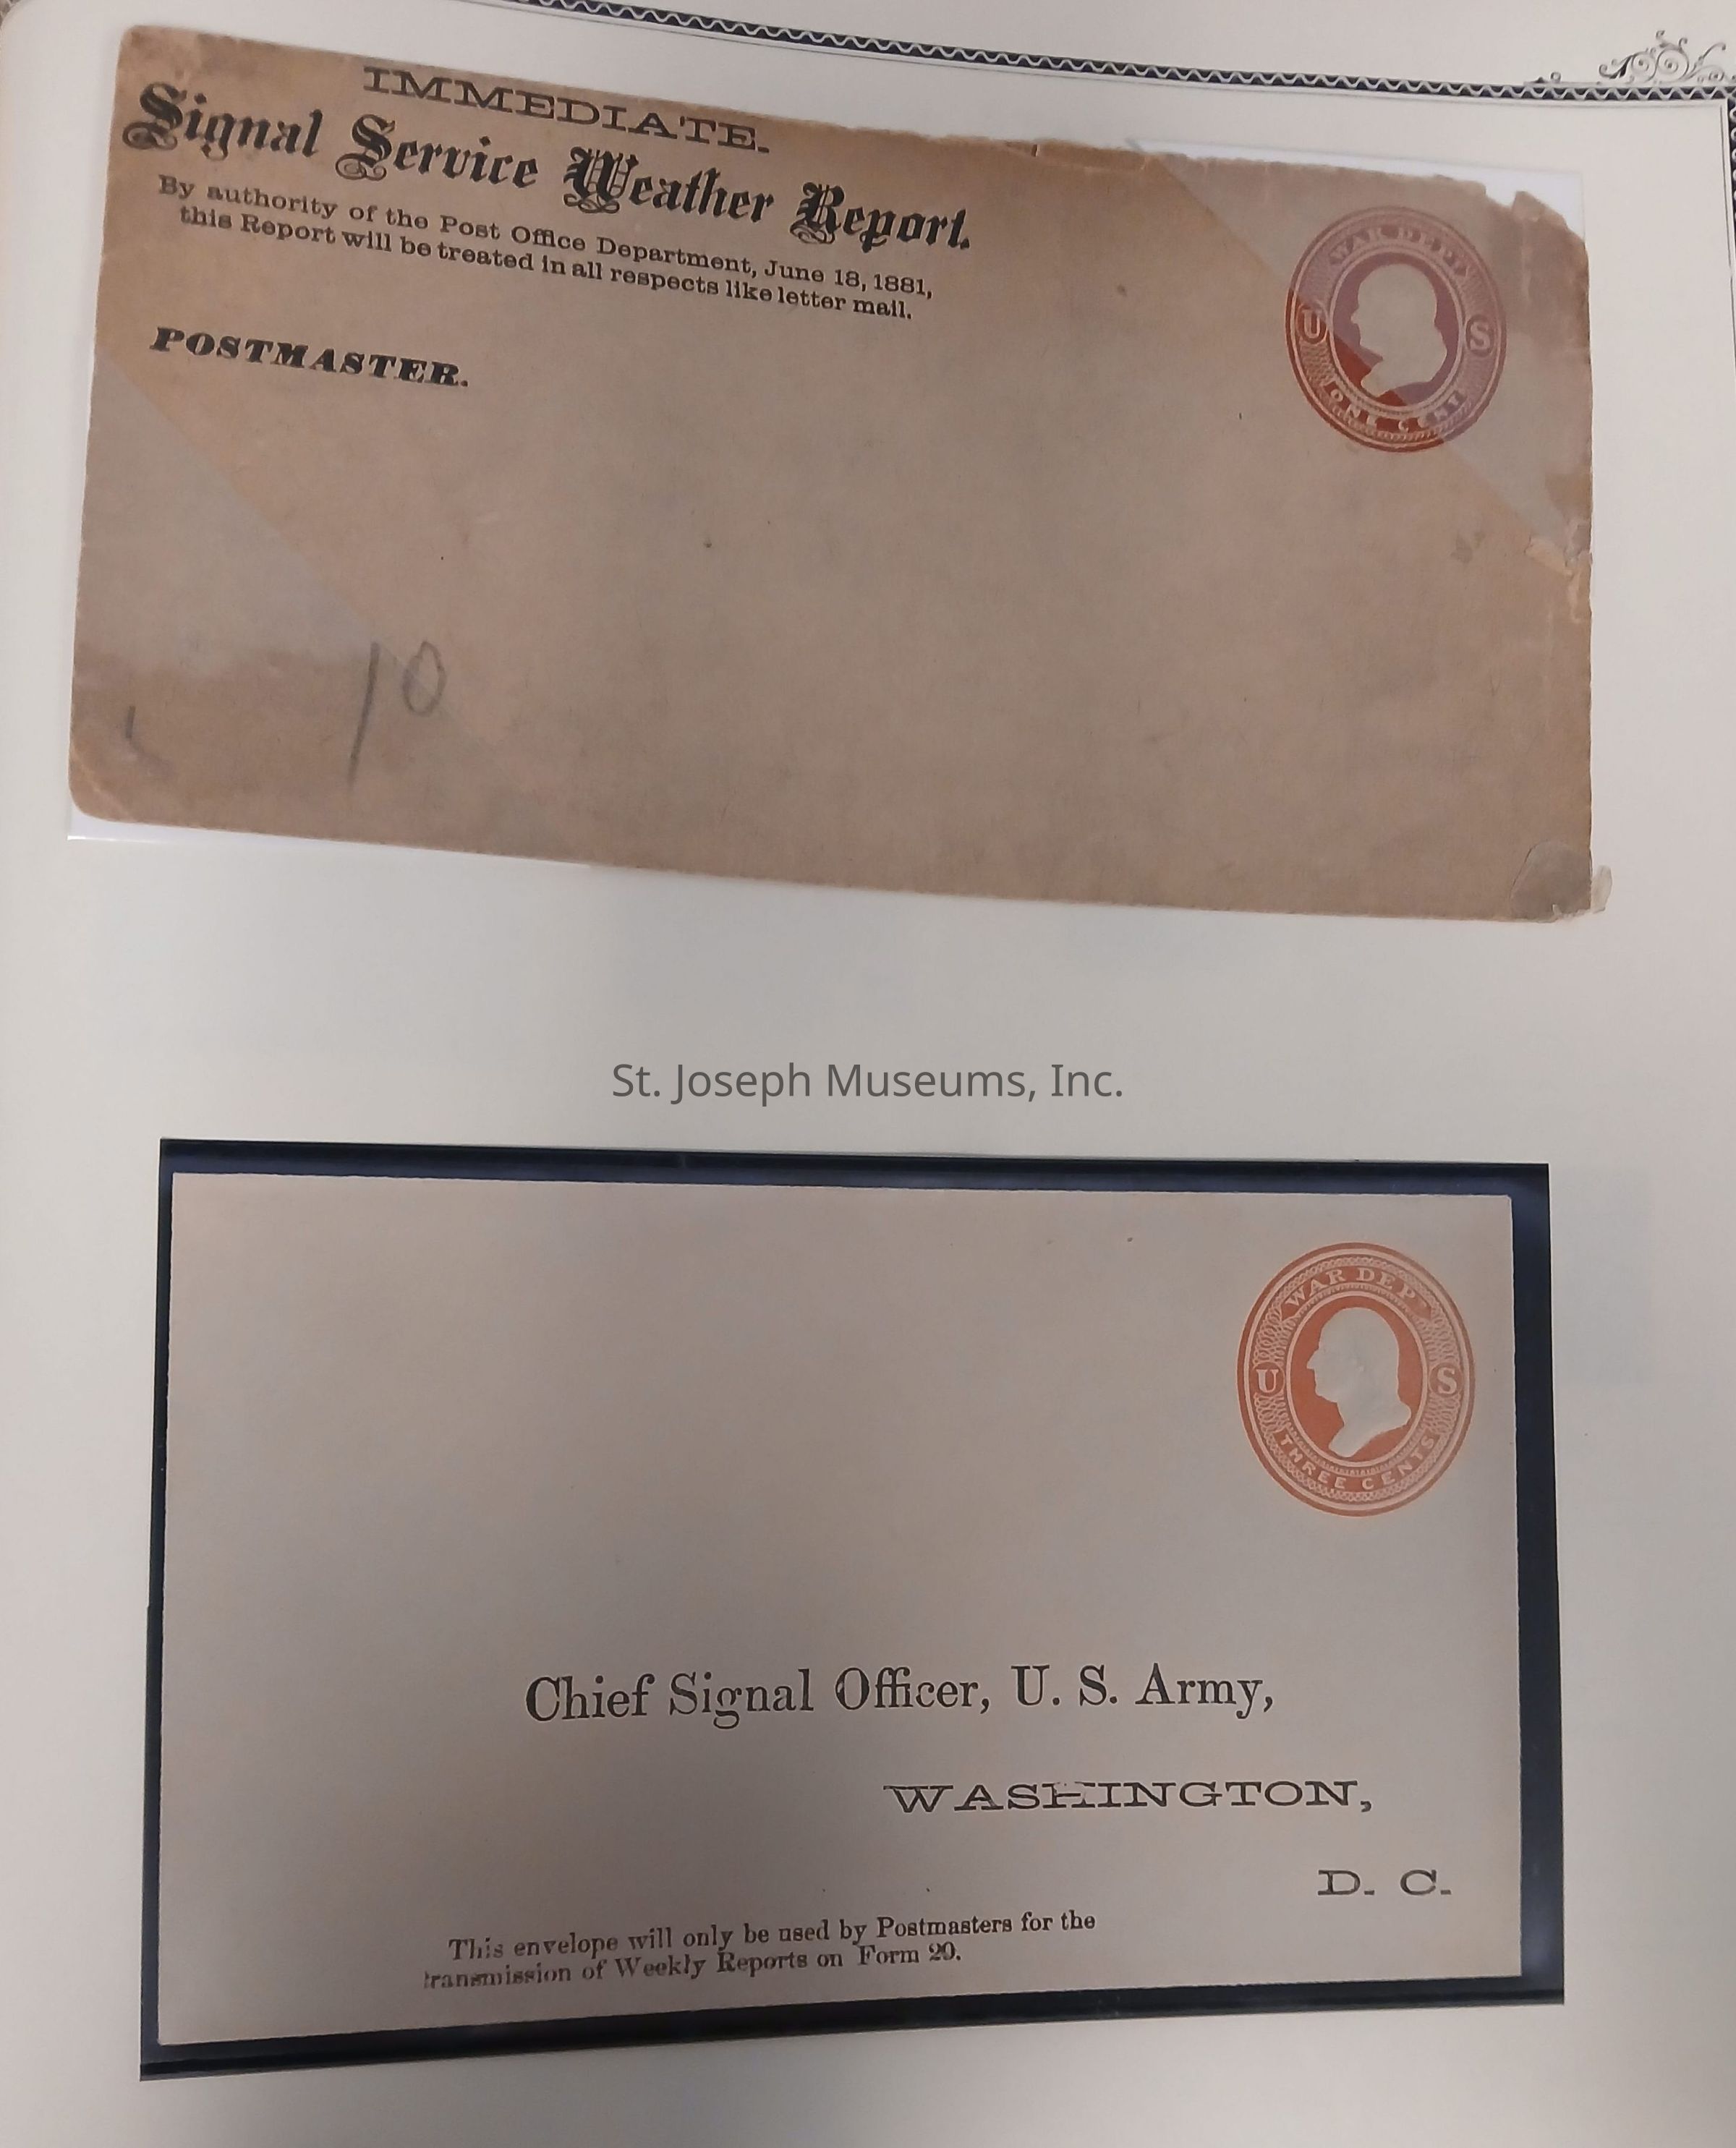 IMMEDIATE.
Signal Service Weather Report.
By authority of the Post Office Department, June 18, 1881,
this Report will be treated in all respects like letter mail.
POSTMASTER.
WAR DEPT
U S
ONE CENT
10
St. Joseph Museums, Inc.
WAR DEPT
U S
THREE CENTS
Chief Signal Officer, U. S. Army,
WASHINGTON,
D. C.
This envelope will only be used by Postmasters for the
transmission of Weekly Reports on Form 20.